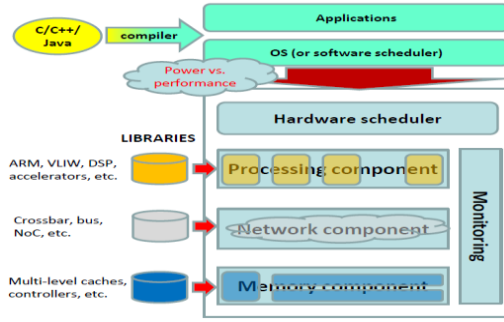 C/C++/
Java
compiler
Applications
OS (or software scheduler)
Power vs.
performance
Hardware scheduler
LIBRARIES
ARM, VLIW, DSP,
accelerators, etc.
Processing component
Crossbar, bus,
NoC, etc.
Network component
Multi-level caches,
controllers, etc.
Memory component
Monitoring